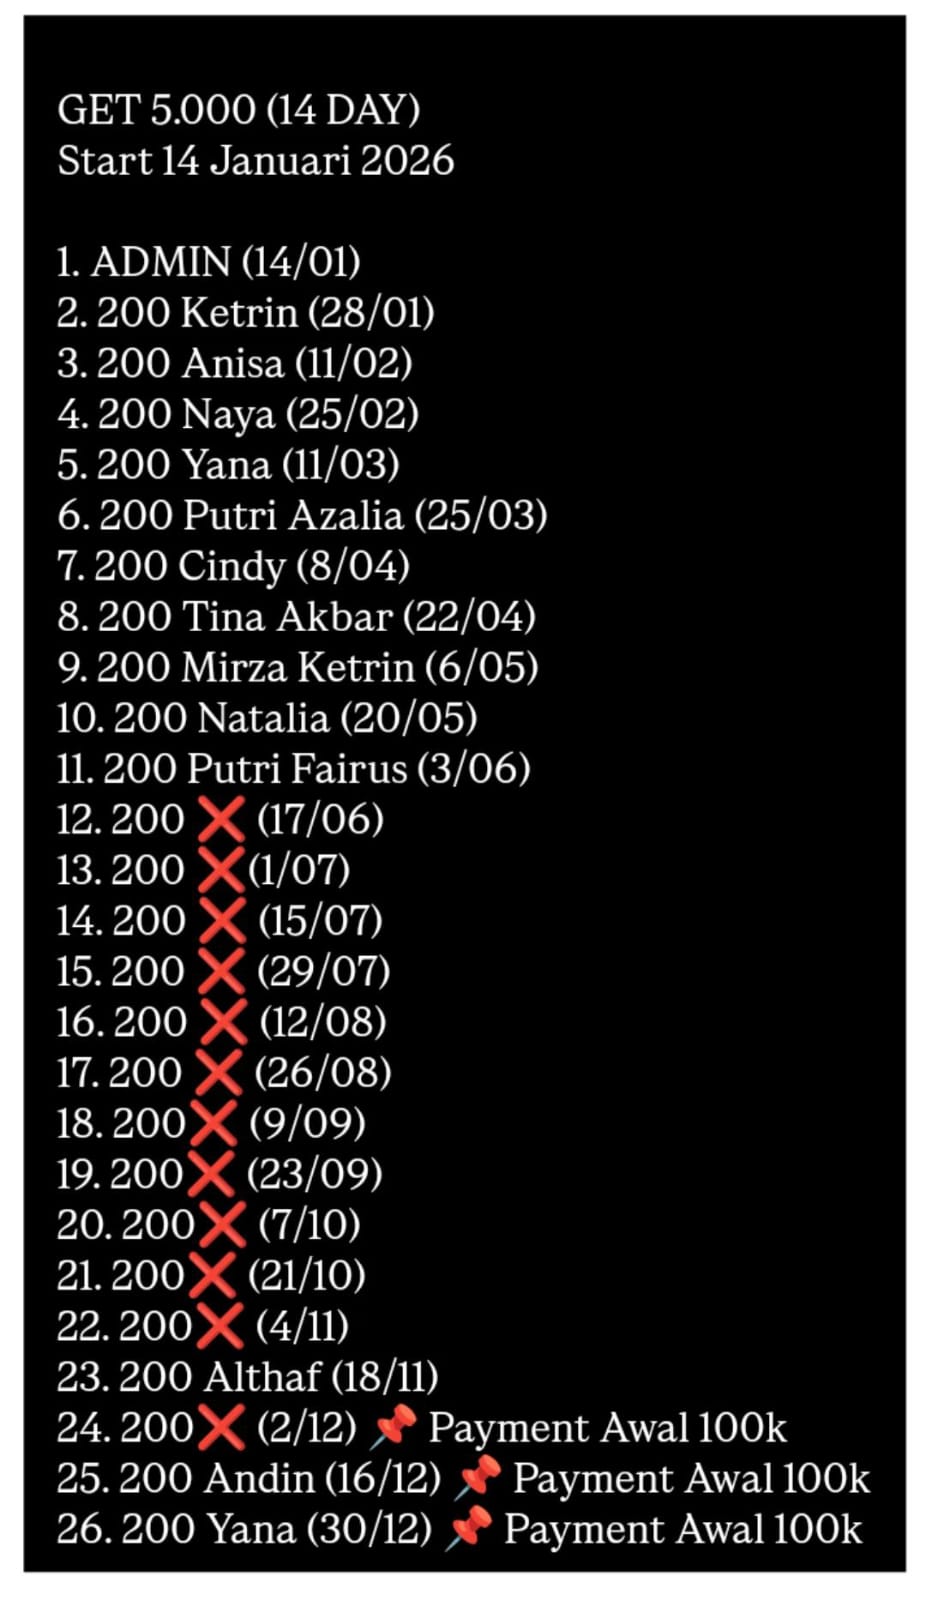 GET 5.000 (14 DAY)
Start 14 Januari 2026
1. ADMIN (14/01)
2. 200 Ketrin (28/01)
3. 200 Anisa (11/02)
4. 200 Naya (25/02)
5. 200 Yana (11/03)
6. 200 Putri Azalia (25/03)
7. 200 Cindy (8/04)
8. 200 Tina Akbar (22/04)
9. 200 Mirza Ketrin (6/05)
10. 200 Natalia (20/05)
11. 200 Putri Fairus (3/06)
12. 200 ❌ (17/06)
13. 200 ❌(1/07)
14. 200 ❌ (15/07)
15. 200 ❌ (29/07)
16. 200 ❌ (12/08)
17. 200 ❌ (26/08)
18. 200❌ (9/09)
19. 200❌ (23/09)
20. 200❌ (7/10)
21. 200❌ (21/10)
22. 200❌ (4/11)
23. 200 Althaf (18/11)
24. 200❌ (2/12) 📌 Payment Awal 100k
25. 200 Andin (16/12) 📌 Payment Awal 100k
26. 200 Yana (30/12) 📌 Payment Awal 100k